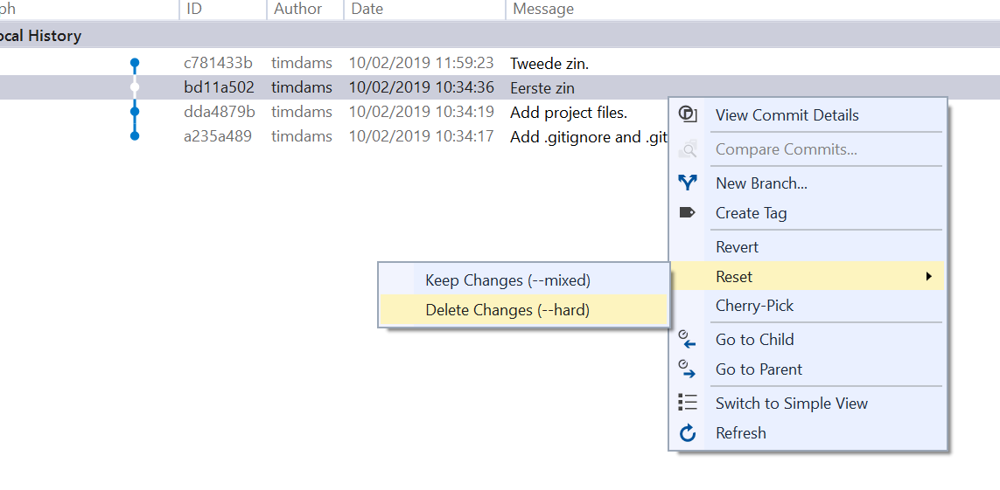 ph ID Author Date Message
ocal History
c781433b timdams 10/02/2019 11:59:23 Tweede zin.
bd11a502 timdams 10/02/2019 10:34:36 Eerste zin
dda4879b timdams 10/02/2019 10:34:19 Add project files.
a235a489 timdams 10/02/2019 10:34:17 Add .gitignore and .git
View Commit Details
Compare Commits...
New Branch...
Create Tag
Revert
Reset
Keep Changes (--mixed)
Delete Changes (--hard)
Cherry-Pick
Go to Child
Go to Parent
Switch to Simple View
Refresh